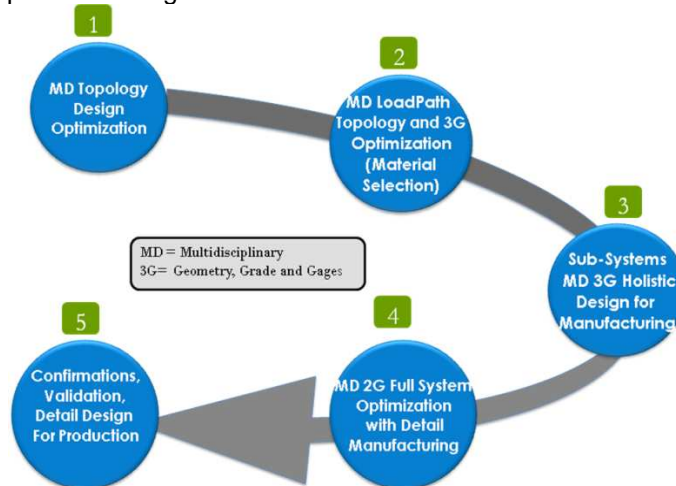 1
MD Topology
Design
Optimization
2
MD LoadPath
Topology and 3G
Optimization
(Material
Selection)
3
Sub-Systems
MD 3G Holistic
Design for
Manufacturing
MD = Multidisciplinary
3G= Geometry, Grade and Gages
4
MD 2G Full System
Optimization
with Detail
Manufacturing
5
Confirmations,
Validation,
Detail Design
For Production